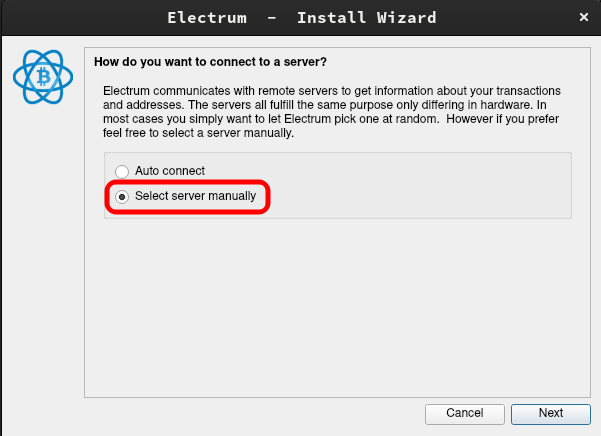 Electrum – Install Wizard
How do you want to connect to a server?
Electrum communicates with remote servers to get information about your transactions
and addresses. The servers all fulfill the same purpose only differing in hardware. In
most cases you simply want to let Electrum pick one at random.  However if you prefer
feel free to select a server manually.
Auto connect
Select server manually
Cancel
Next